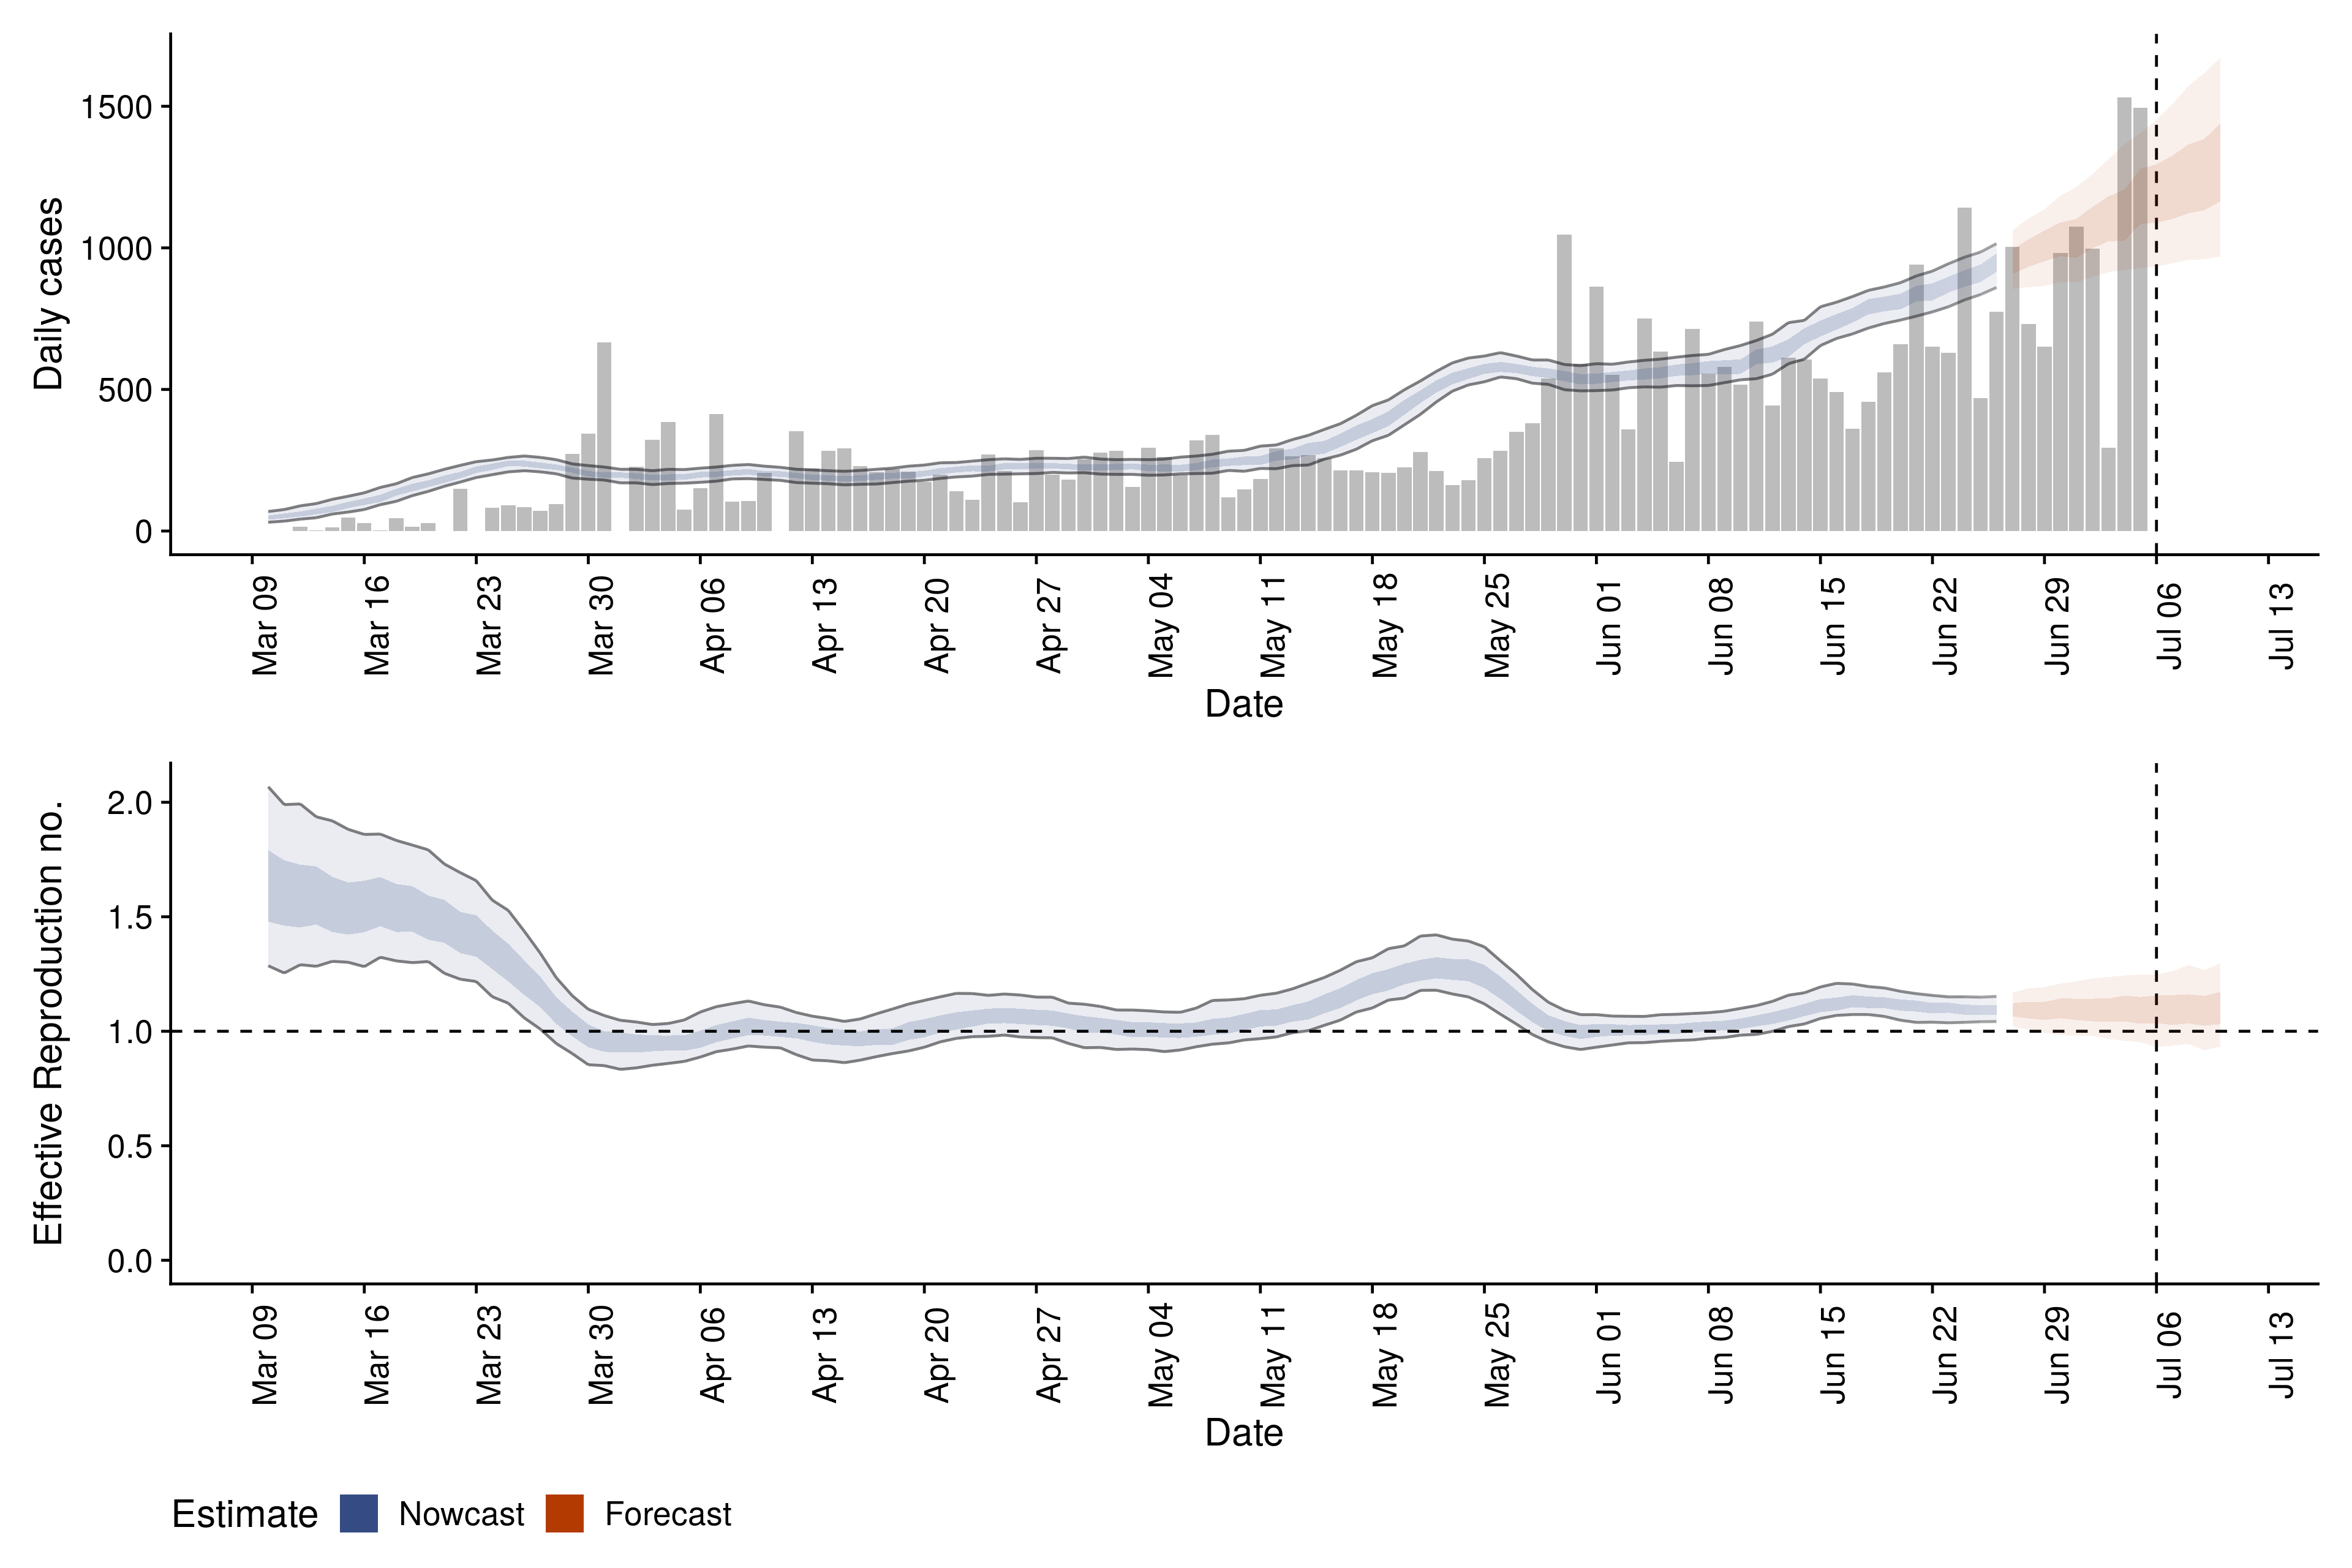 Daily cases
1500
1000
500
0
Mar 09
Mar 16
Mar 23
Mar 30
Apr 06
Apr 13
Apr 20
Apr 27
May 04
May 11
May 18
May 25
Jun 01
Jun 08
Jun 15
Jun 22
Jun 29
Jul 06
Jul 13
Date
Effective Reproduction no.
2.0
1.5
1.0
0.5
0.0
Mar 09
Mar 16
Mar 23
Mar 30
Apr 06
Apr 13
Apr 20
Apr 27
May 04
May 11
May 18
May 25
Jun 01
Jun 08
Jun 15
Jun 22
Jun 29
Jul 06
Jul 13
Date
Estimate Nowcast Forecast